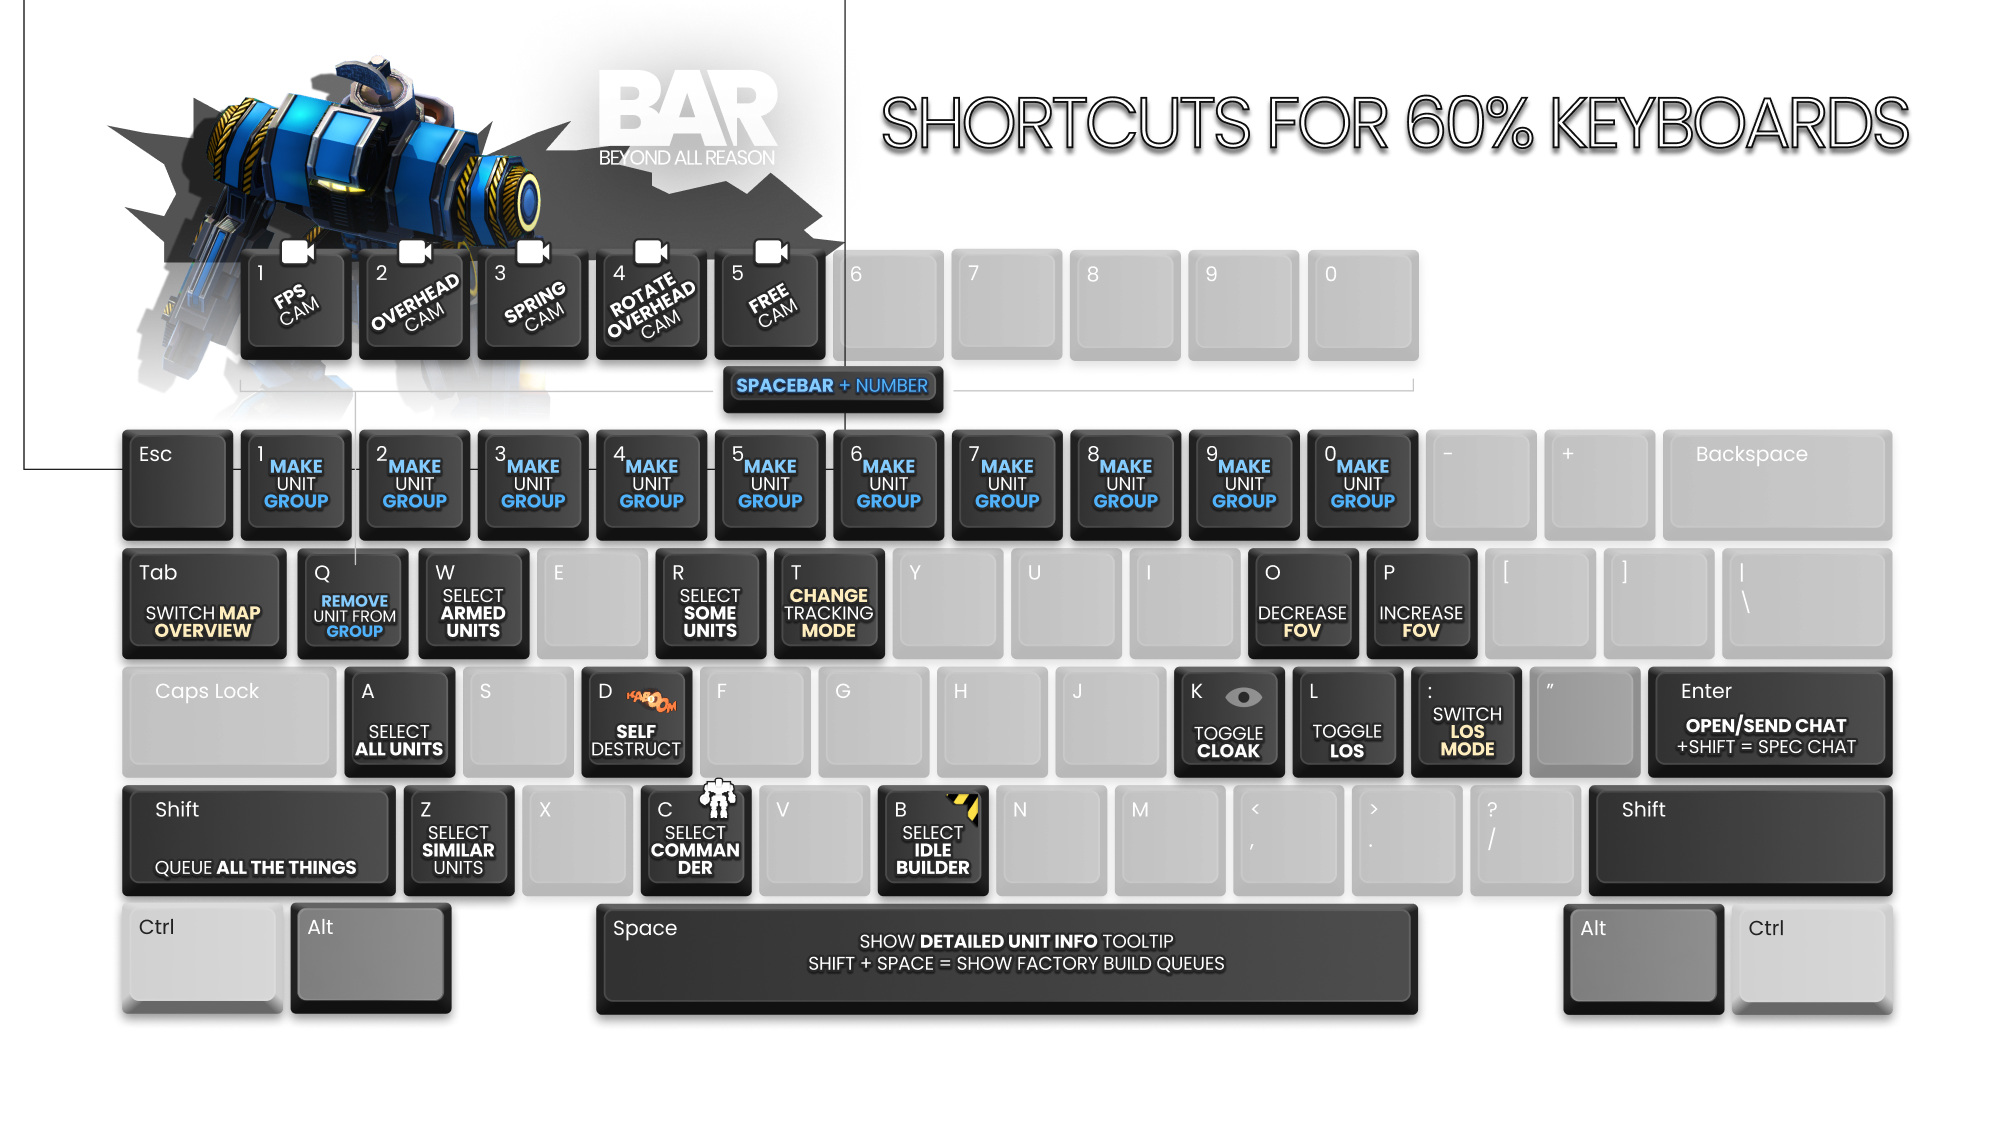 BAR
BEYOND ALL REASON
SHORTCUTS FOR 60% KEYBOARDS
1
FPS
CAM
2
OVERHEAD
CAM
3
SPRING
CAM
4
ROTATE
OVERHEAD
CAM
5
FREE
CAM
6
7
8
9
0
SPACEBAR + NUMBER
Esc
1
MAKE
UNIT
GROUP
2
MAKE
UNIT
GROUP
3
MAKE
UNIT
GROUP
4
MAKE
UNIT
GROUP
5
MAKE
UNIT
GROUP
6
MAKE
UNIT
GROUP
7
MAKE
UNIT
GROUP
8
MAKE
UNIT
GROUP
9
MAKE
UNIT
GROUP
0
MAKE
UNIT
GROUP
-
+
Backspace
Tab
SWITCH MAP
OVERVIEW
Q
REMOVE
UNIT FROM
GROUP
W
SELECT
ARMED
UNITS
E
R
SELECT
SOME
UNITS
T
CHANGE
TRACKING
MODE
Y
U
I
O
DECREASE
FOV
P
INCREASE
FOV
[
]
|
\
Caps Lock
A
SELECT
ALL UNITS
S
D
KABOOM
SELF
DESTRUCT
F
G
H
J
K
TOGGLE
CLOAK
L
TOGGLE
LOS
:
SWITCH
LOS
MODE
”
Enter
OPEN/SEND CHAT
+SHIFT = SPEC CHAT
Shift
QUEUE ALL THE THINGS
Z
SELECT
SIMILAR
UNITS
X
C
SELECT
COMMAN
DER
V
B
SELECT
IDLE
BUILDER
N
M
<
,
>
.
?
/
Shift
Ctrl
Alt
Space
SHOW DETAILED UNIT INFO TOOLTIP
SHIFT + SPACE = SHOW FACTORY BUILD QUEUES
Alt
Ctrl